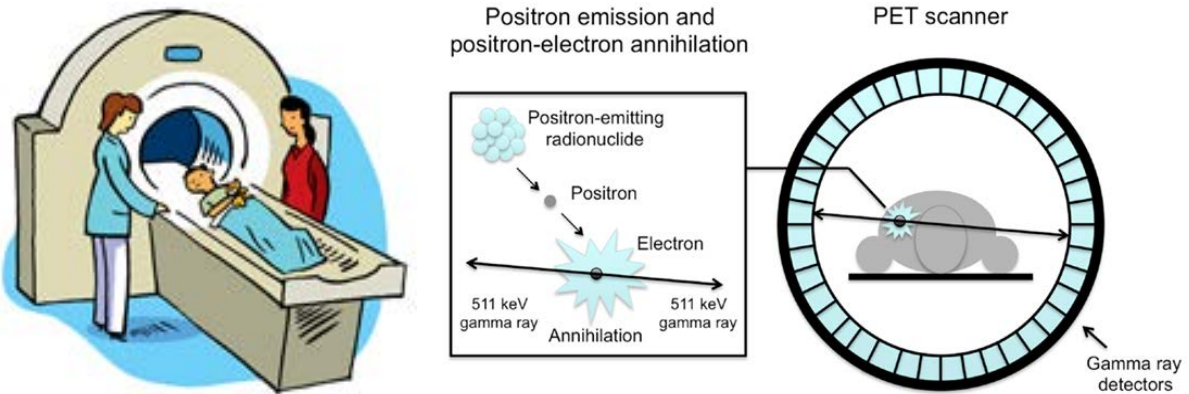 Positron emission and
positron-electron annihilation
Positron-emitting
radionuclide
Positron
Electron
511 keV
gamma ray
Annihilation
511 keV
gamma ray
PET scanner
Gamma ray
detectors